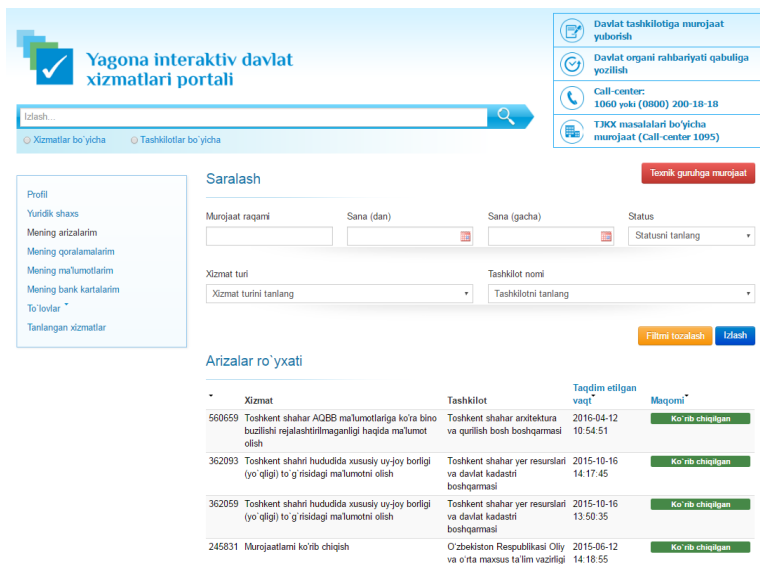 Yagona interaktiv davlat
xizmatlari portali
Davlat tashkilotiga murojaat
yuborish
Davlat organi rahbariyati qabuliga
yozilish
Call-center:
1060 yoki (0800) 200-18-18
TJKX masalalari bo'yicha
murojaat (Call-center 1095)
Izlash...
Xizmatlar bo`yicha Tashkilotlar bo`yicha
Profil
Yuridik shaxs
Mening arizalarim
Mening qoralamalarim
Mening ma'lumotlarim
Mening bank kartalarim
To`lovlar
Tanlangan xizmatlar
Saralash
Texnik guruhga murojaat
Murojaat raqami Sana (dan) Sana (gacha) Status
Statusni tanlang
Xizmat turi Tashkilot nomi
Xizmat turini tanlang Tashkilotni tanlang
Filtrni tozalash Izlash
Arizalar ro`yxati
Xizmat Tashkilot Taqdim etilgan
vaqt Maqomi
560659 Toshkent shahar AQBB ma'lumotlariga ko'ra bino Toshkent shahar arxitektura 2016-04-12 Ko`rib chiqilgan
buzilishi rejalashtirilmaganligi haqida ma'lumot va qurilish bosh boshqarmasi 10:54:51
olish
362093 Toshkent shahri hududida xususiy uy-joy borligi Toshkent shahar yer resurslari 2015-10-16 Ko`rib chiqilgan
(yo`qligi) to`g`risidagi ma'lumotni olish va davlat kadastri 14:17:45
boshqarmasi
362059 Toshkent shahri hududida xususiy uy-joy borligi Toshkent shahar yer resurslari 2015-10-16 Ko`rib chiqilgan
(yo`qligi) to`g`risidagi ma'lumotni olish va davlat kadastri 13:50:35
boshqarmasi
245831 Murojaatlarni ko'rib chiqish O'zbekiston Respublikasi Oliy 2015-06-12 Ko`rib chiqilgan
va o'rta maxsus ta'lim vazirligi 14:18:55